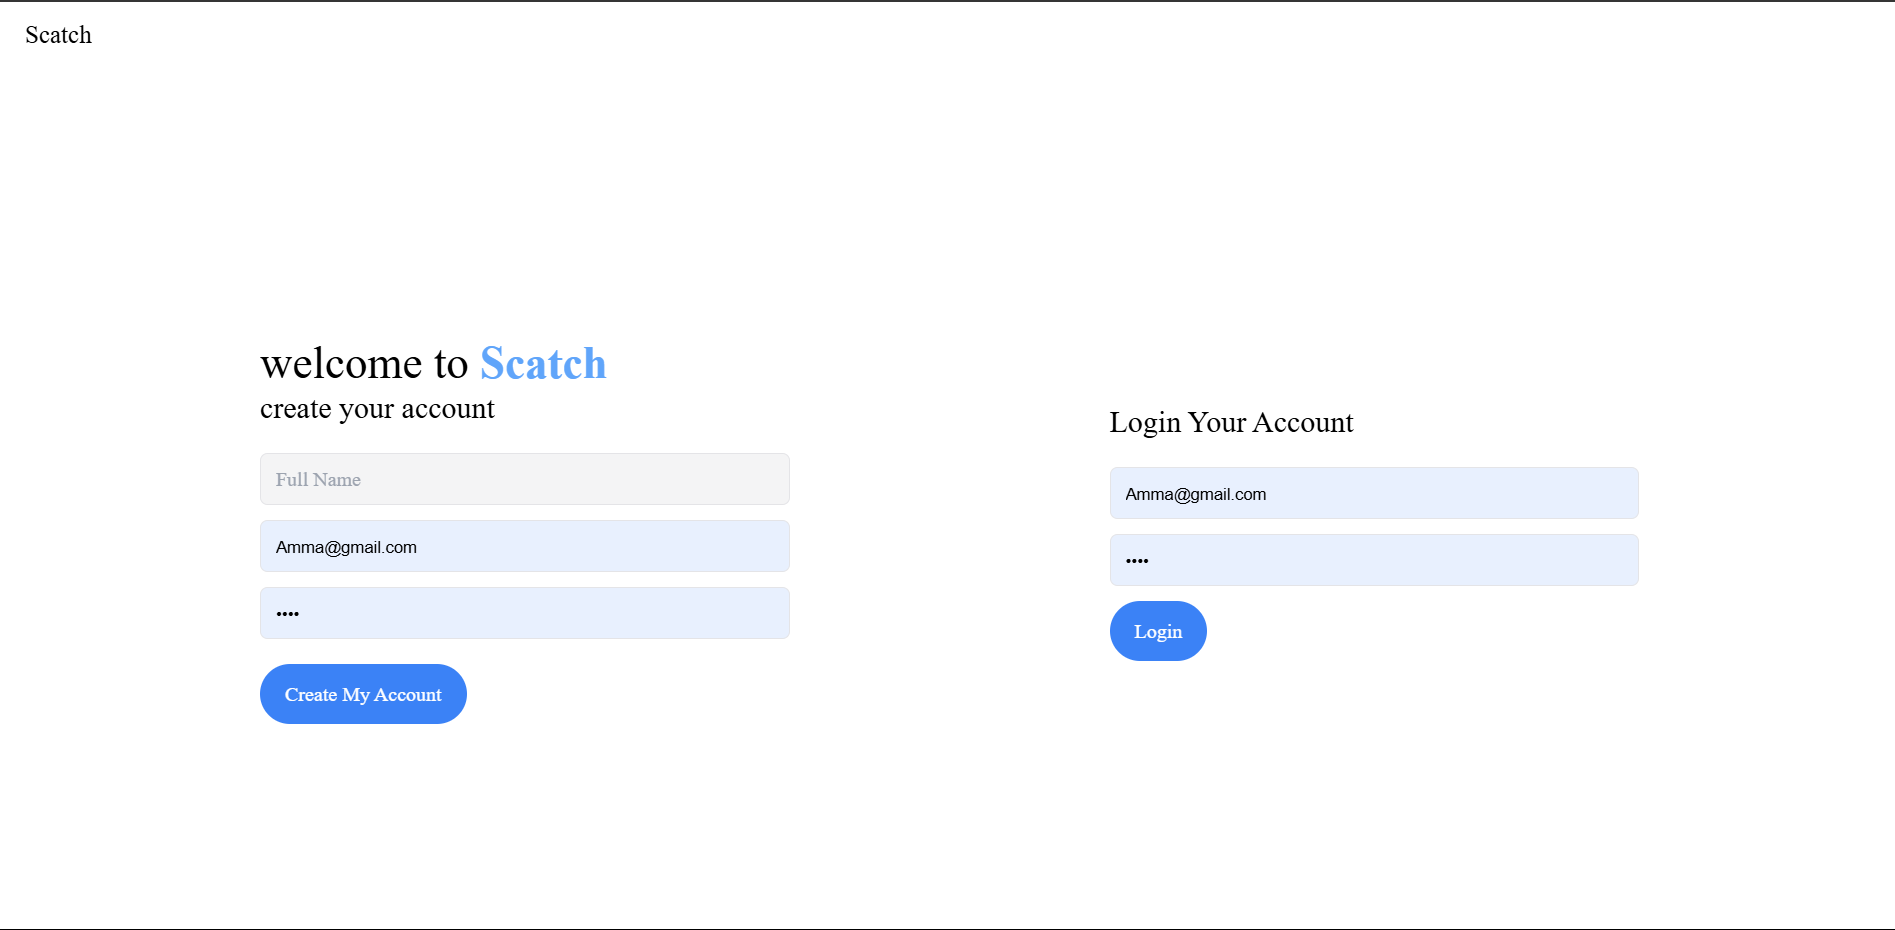 Scatch
welcome to Scatch
create your account
Full Name
Amma@gmail.com
••••
Create My Account
Login Your Account
Amma@gmail.com
••••
Login